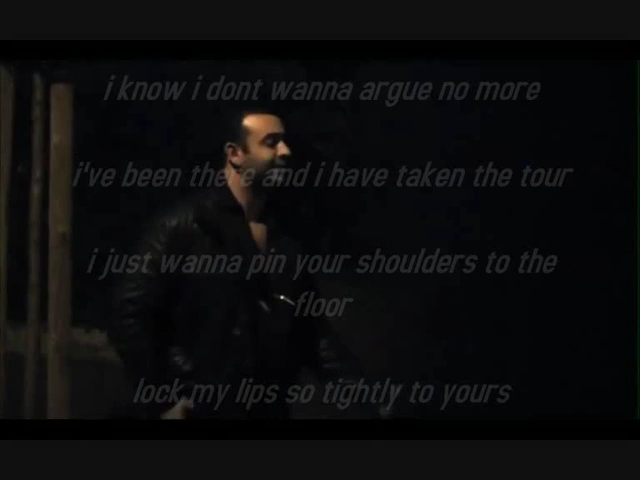 i know i dont wanna argue no more
i've been there and i have taken the tour
i just wanna pin your shoulders to the
floor
lock my lips so tightly to yours